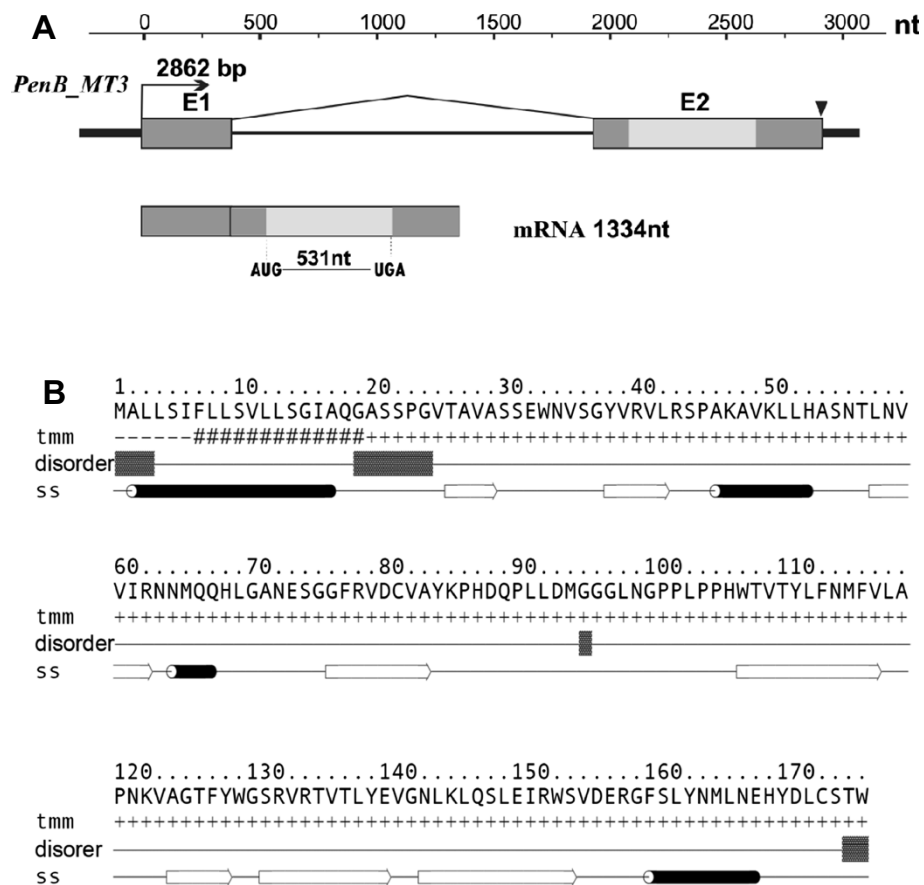 A
0 500 1000 1500 2000 2500 3000 nt
PenB_MT3
2862 bp
E1 E2
mRNA 1334nt
531nt
AUG UGA
B
1........10........20........30........40........50.........
MALLSIFLLSVLLSGIAQGASSPGVTAVASSEWNVSGYVRVLRSPAKAVKLLHASNTLNV
tmm ------#############+++++++++++++++++++++++++++++++++++++++++
disorder
ss
60........70........80........90........100.......110.......
VIRNNMQQHLGANESGGFRVDCVAYKPHDQPLLDMGGGLNGPPLPPHWTVTYLFNMFVLA
tmm ++++++++++++++++++++++++++++++++++++++++++++++++++++++++++++
disorder
ss
120.......130.......140.......150.......160.......170....
PNKVAGTFYWGSRVRTVTLYEVGNLKLQSLEIRWSVDERGFSLYNMLNEHYDLCSTW
tmm +++++++++++++++++++++++++++++++++++++++++++++++++++++++++
disorer
ss